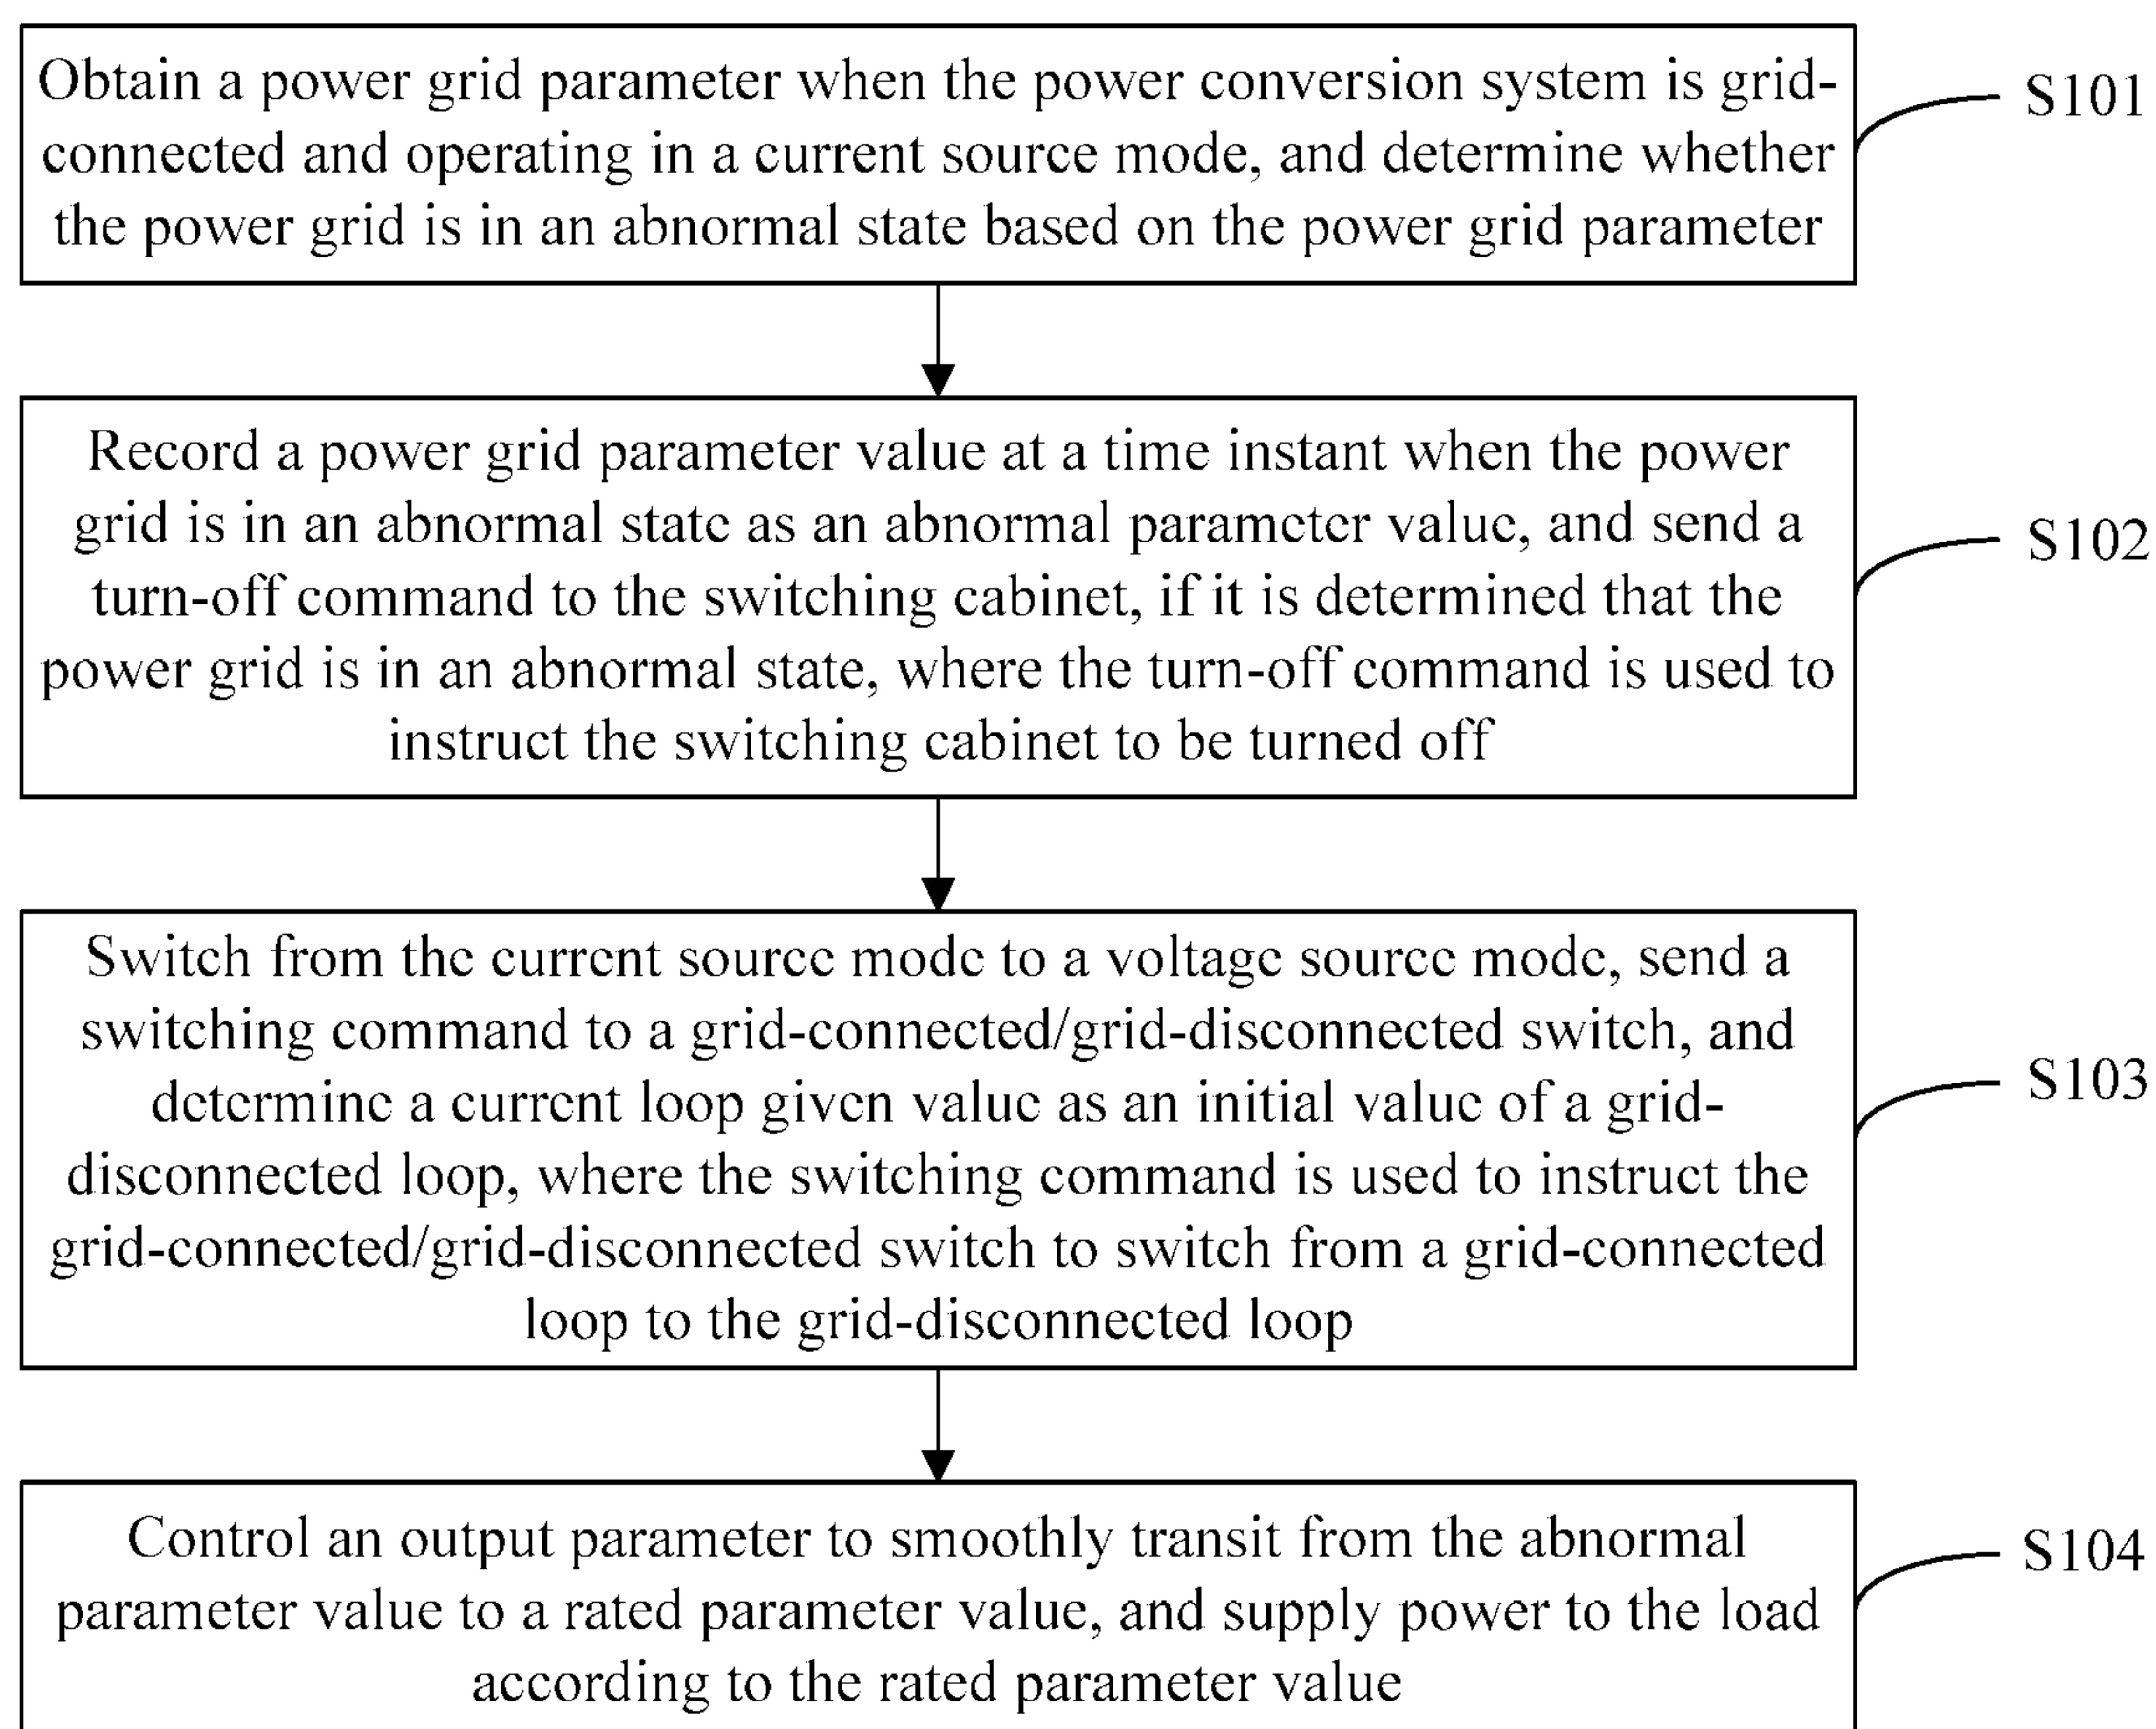 Obtain a power grid parameter when the power conversion system is grid-
connected and operating in a current source mode, and determine whether
the power grid is in an abnormal state based on the power grid parameter
S101
Record a power grid parameter value at a time instant when the power
grid is in an abnormal state as an abnormal parameter value, and send a
turn-off command to the switching cabinet, if it is determined that the
power grid is in an abnormal state, where the turn-off command is used to
instruct the switching cabinet to be turned off
S102
Switch from the current source mode to a voltage source mode, send a
switching command to a grid-connected/grid-disconnected switch, and
determine a current loop given value as an initial value of a grid-
disconnected loop, where the switching command is used to instruct the
grid-connected/grid-disconnected switch to switch from a grid-connected
loop to the grid-disconnected loop
S103
Control an output parameter to smoothly transit from the abnormal
parameter value to a rated parameter value, and supply power to the load
according to the rated parameter value
S104